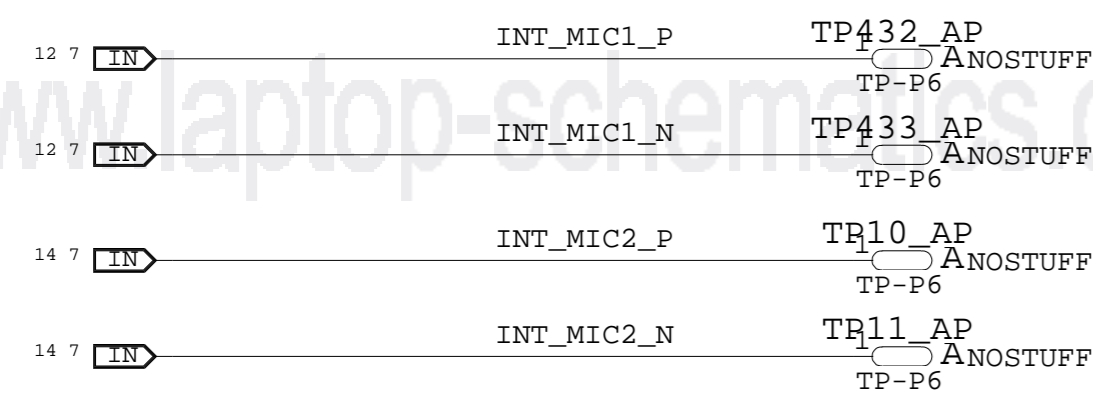 INT_MIC1_P TP432_AP
12 7 IN 1 A NOSTUFF
TP-P6
INT_MIC1_N TP433_AP
12 7 IN 1 A NOSTUFF
TP-P6
INT_MIC2_P TP10_AP
14 7 IN 1 A NOSTUFF
TP-P6
INT_MIC2_N TP11_AP
14 7 IN 1 A NOSTUFF
TP-P6
ww.laptop-schematics.c